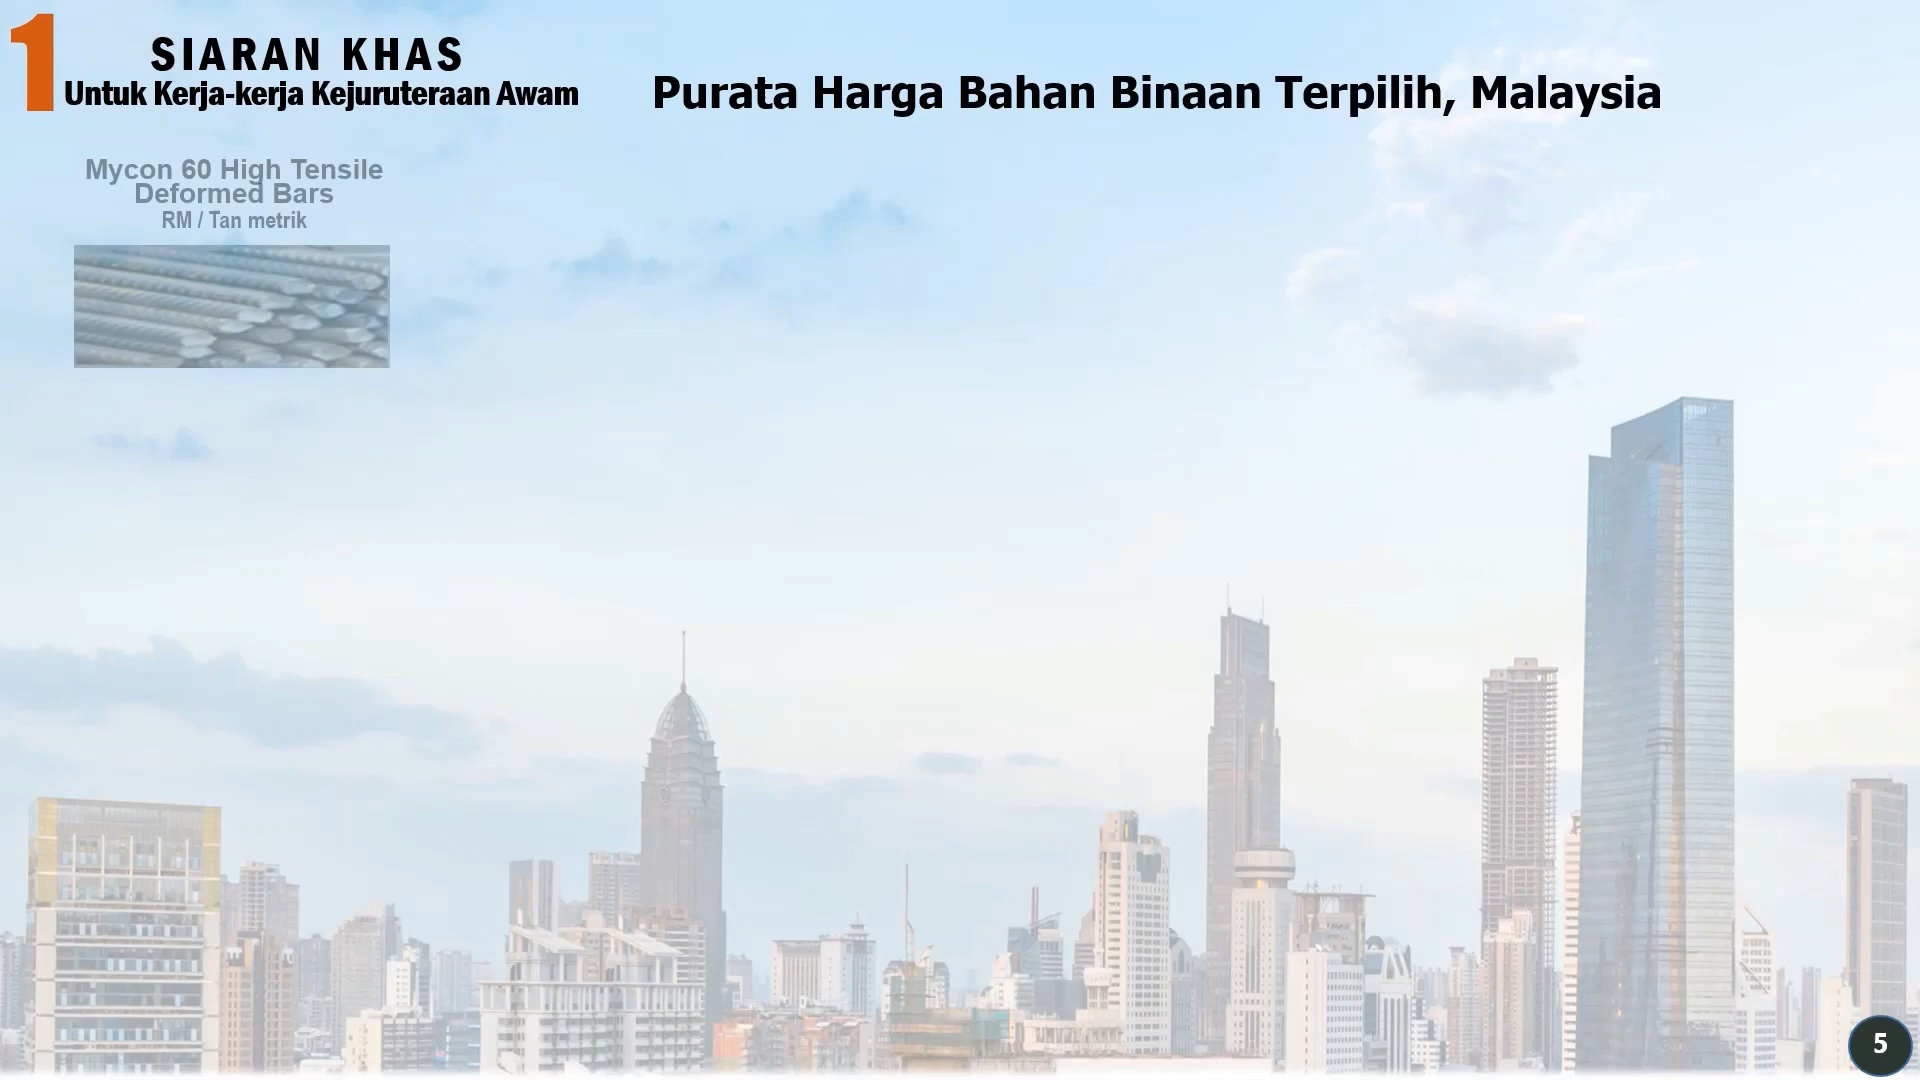 1
SIARAN KHAS
Untuk Kerja-kerja Kejuruteraan Awam
Purata Harga Bahan Binaan Terpilih, Malaysia
Mycon 60 High Tensile
Deformed Bars
RM / Tan metrik
5